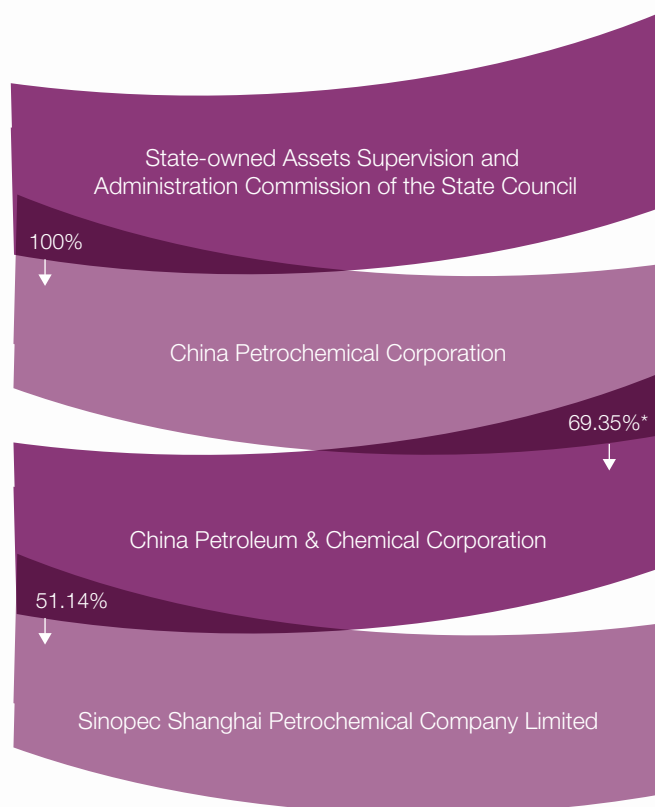 State-owned Assets Supervision and
Administration Commission of the State Council
100%
China Petrochemical Corporation
69.35%*
China Petroleum & Chemical Corporation
51.14%
Sinopec Shanghai Petrochemical Company Limited